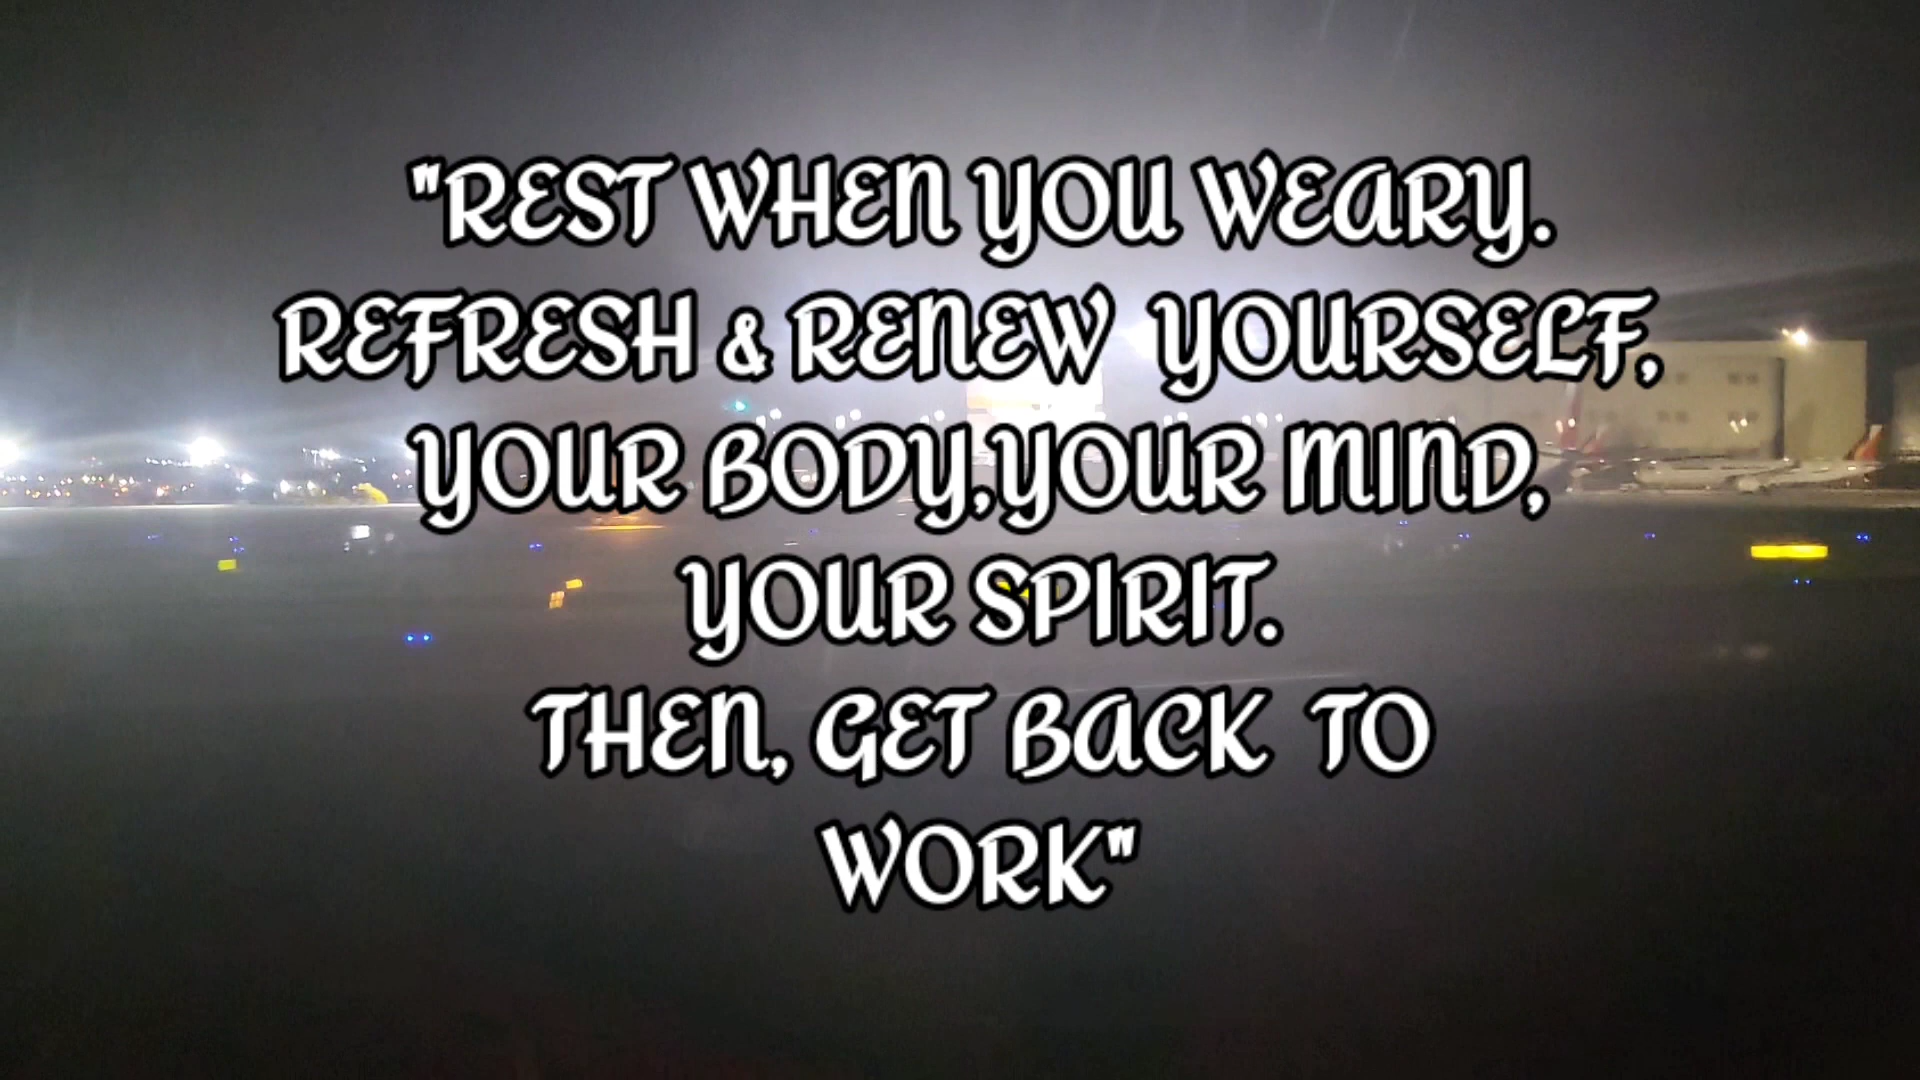 "REST WHEN YOU WEARY.
REFRESH & RENEW YOURSELF,
YOUR BODY,YOUR MIND,
YOUR SPIRIT.
THEN, GET BACK TO
WORK"